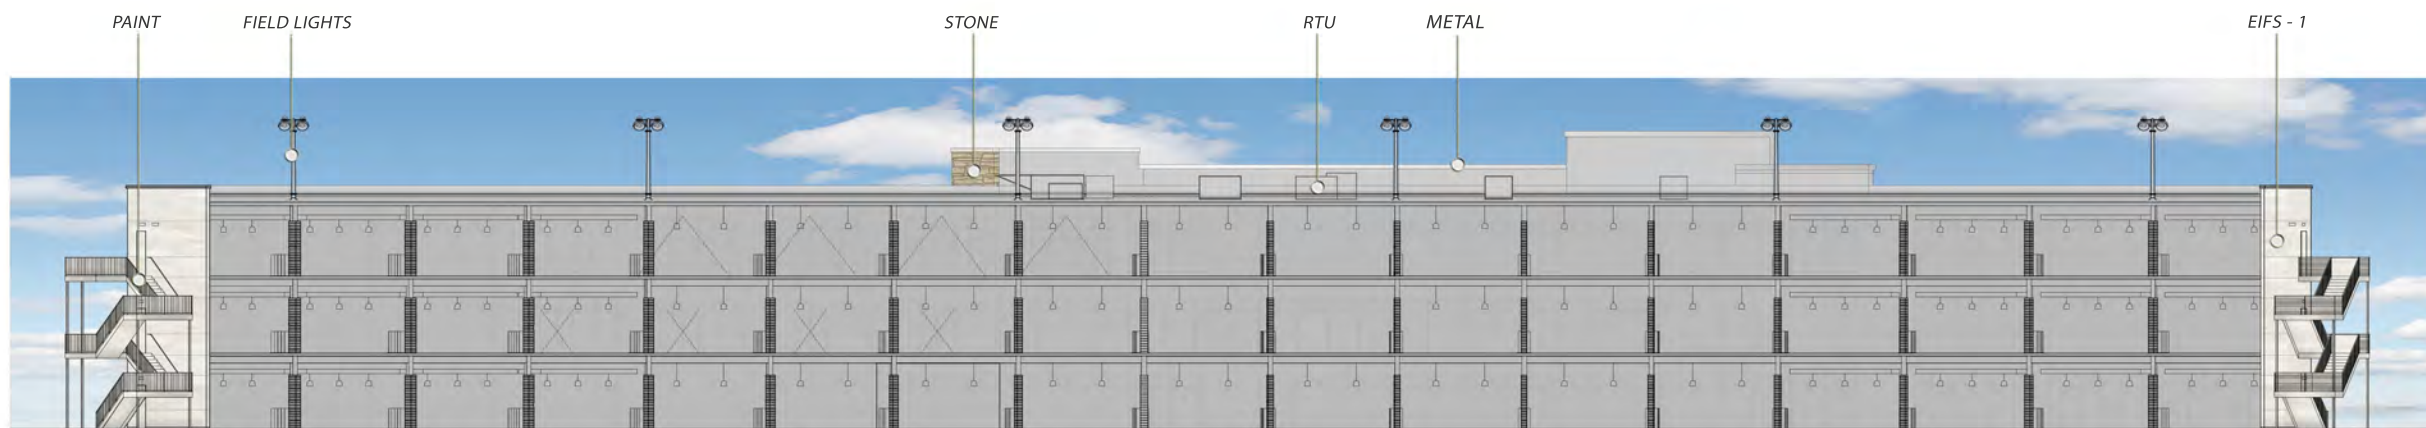 PAINT
FIELD LIGHTS
STONE
RTU
METAL
EIFS - 1